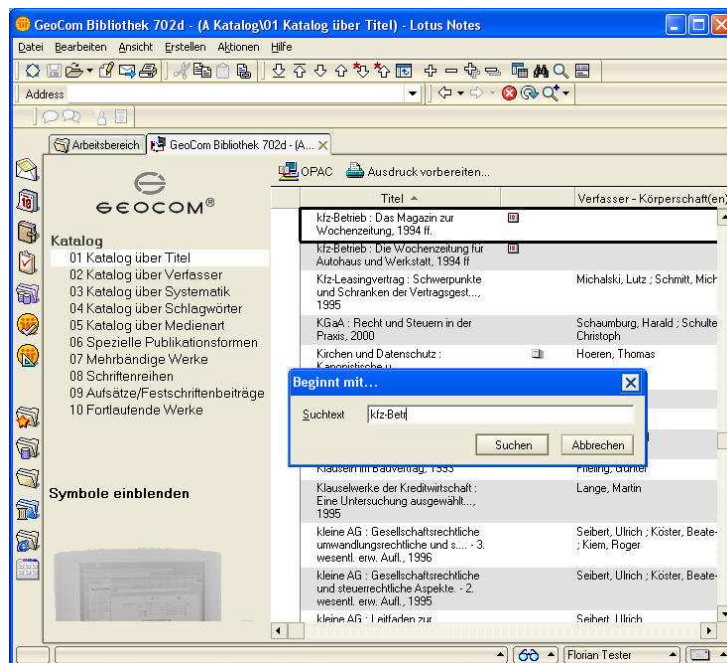 GeoCom Bibliothek 702d - (A Katalog\01 Katalog über Titel) - Lotus Notes
Datei Bearbeiten Ansicht Erstellen Aktionen Hilfe
Address
Arbeitsbereich GeoCom Bibliothek 702d - (A...
OPAC Ausdruck vorbereiten...
GEOCOM®
Titel Verfasser - Körperschaft(en)
Katalog
01 Katalog über Titel
02 Katalog über Verfasser
03 Katalog über Systematik
04 Katalog über Schlagwörter
05 Katalog über Medienart
06 Spezielle Publikationsformen
07 Mehrbändige Werke
08 Schriftenreihen
09 Aufsätze/Festschriftenbeiträge
10 Fortlaufende Werke
Symbole einblenden
kfz-Betrieb : Das Magazin zur
Wochenzeitung, 1994 ff.
kfz-Betrieb : Die Wochenzeitung für
Autohaus und Werkstatt, 1994 ff
Kfz-Leasingvertrag : Schwerpunkte Michalski, Lutz ; Schmitt, Mich
und Schranken der Vertragsgest...,
1995
KGaA : Recht und Steuern in der Schaumburg, Harald ; Schulte
Praxis, 2000 Christoph
Kirchen und Datenschutz : Hoeren, Thomas
Kanonistische u
Beginnt mit...
Suchtext kfz-Betr
Suchen Abbrechen
Klauseln im Bauvertrag, 1993
Klauselwerke der Kreditwirtschaft : Lange, Martin
Eine Untersuchung ausgewählt...,
1995
kleine AG : Gesellschaftsrechtliche Seibert, Ulrich ; Köster, Beate-
umwandlungsrechtliche und s.... - 3. ; Kiem, Roger
wesentl. erw. Aufl., 1996
kleine AG : Gesellschaftsrechtliche Seibert, Ulrich ; Köster, Beate-
und steuerrechtliche Aspekte. - 2.
wesentl. erw. Aufl., 1995
kleine AG : Leitfaden zur Seibert, Ulrich
Florian Tester